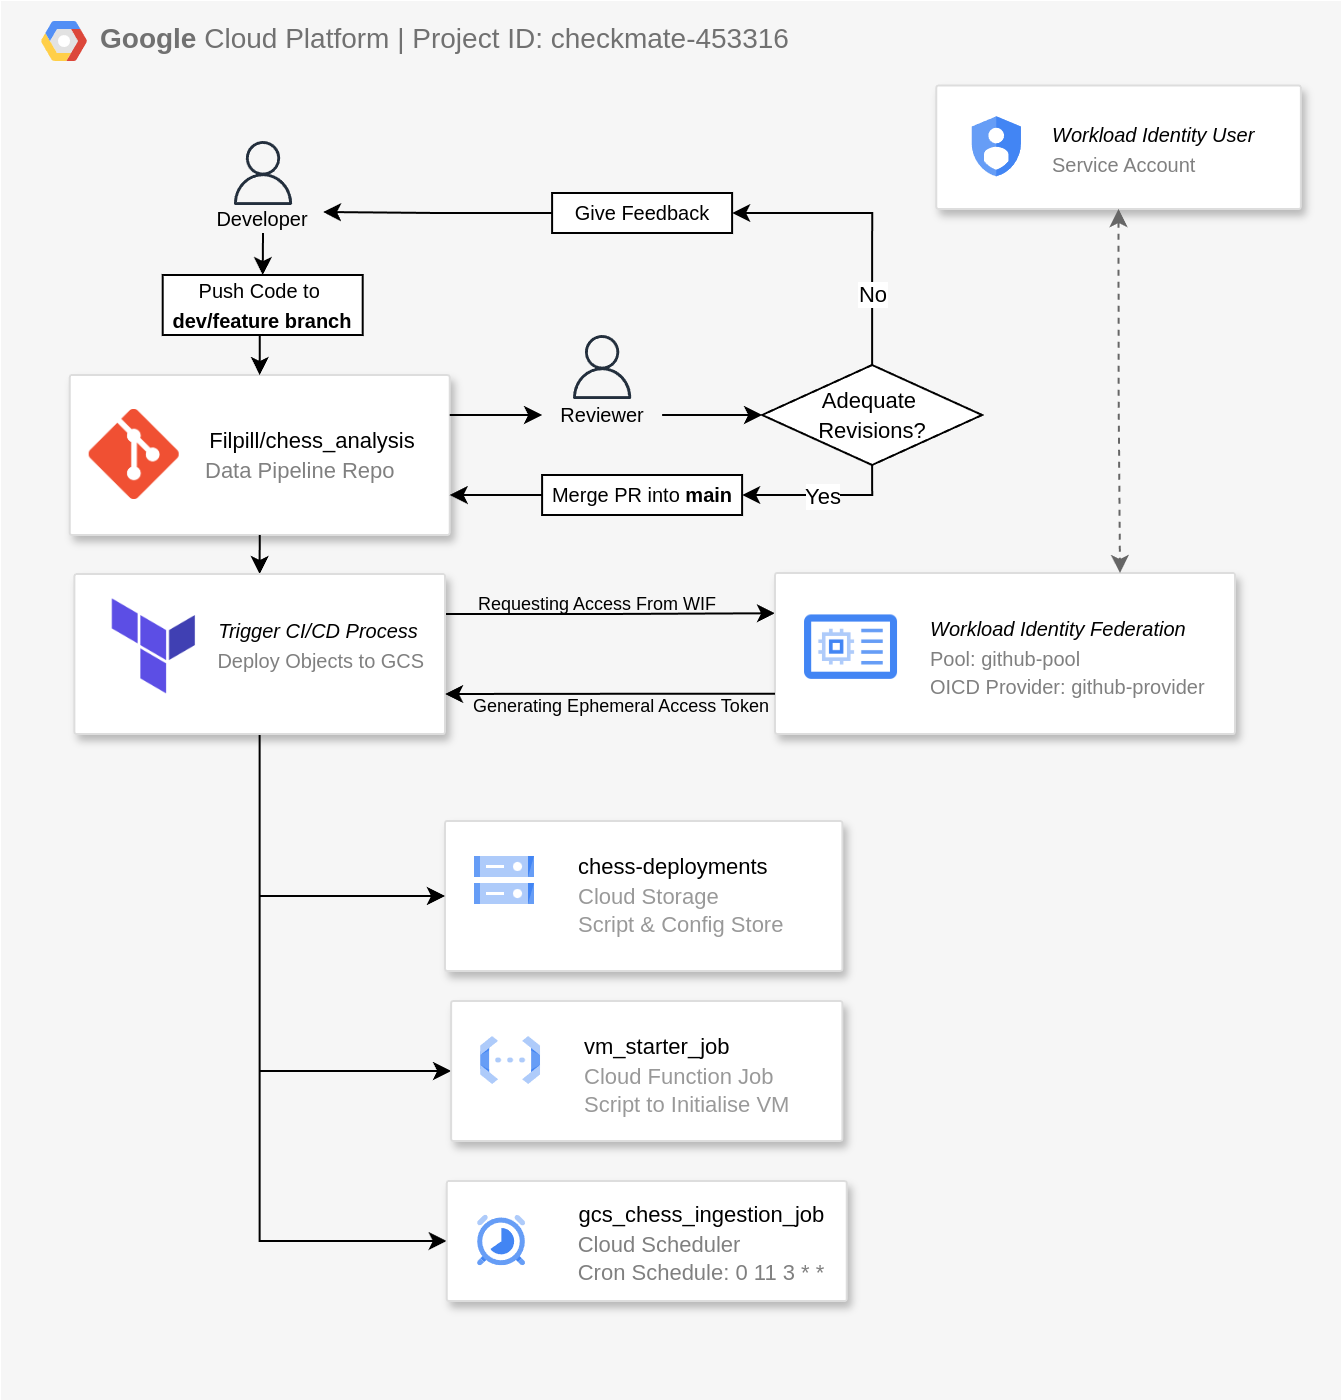 Google Cloud Platform | Project ID: checkmate-453316
Workload Identity User
Service Account
Developer
Give Feedback
No
Push Code to
dev/feature branch
Reviewer
Adequate
Revisions?
Filpill/chess_analysis
Data Pipeline Repo
Merge PR into main
Yes
Requesting Access From WIF
Trigger CI/CD Process
Deploy Objects to GCS
Workload Identity Federation
Pool: github-pool
OICD Provider: github-provider
Generating Ephemeral Access Token
chess-deployments
Cloud Storage
Script & Config Store
vm_starter_job
Cloud Function Job
Script to Initialise VM
gcs_chess_ingestion_job
Cloud Scheduler
Cron Schedule: 0 11 3 * *